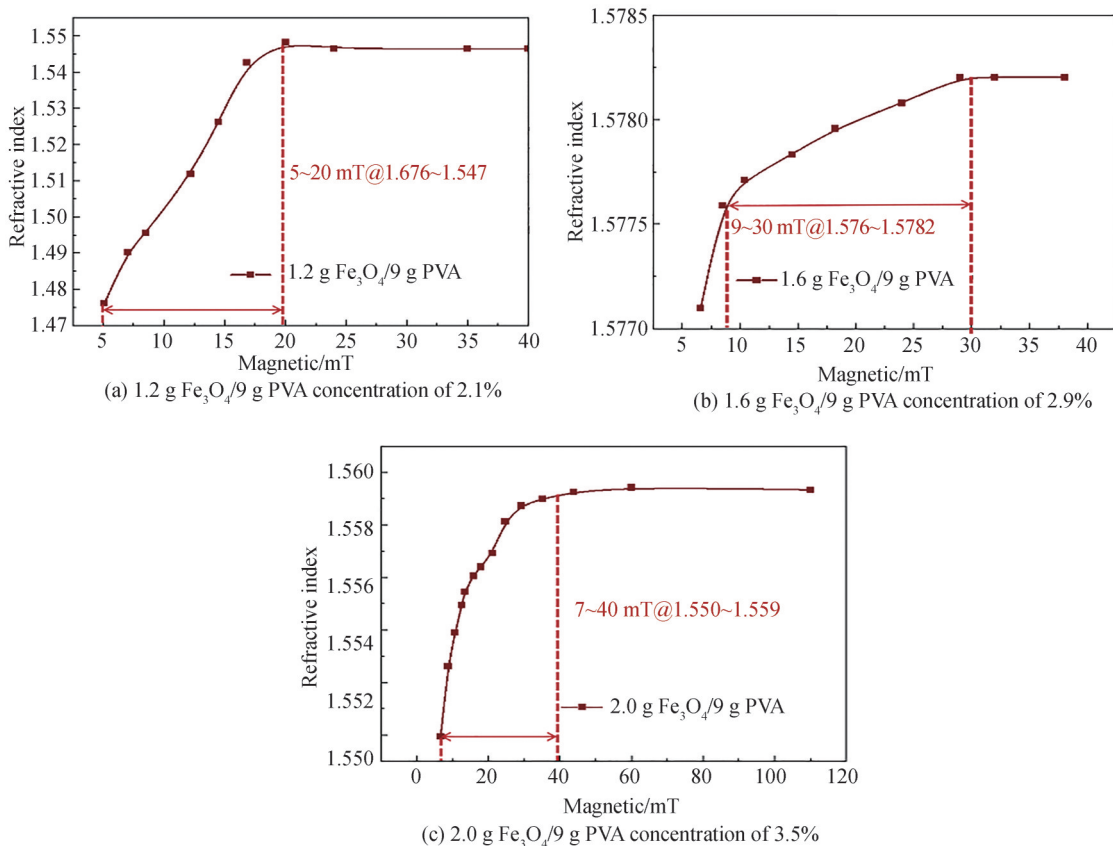 1.55
1.54
1.53
1.52
1.51
1.50
1.49
1.48
1.47
Refractive index
5~20 mT@1.676~1.547
1.2 g Fe₃O₄/9 g PVA
5 10 15 20 25 30 35 40
Magnetic/mT
(a) 1.2 g Fe₃O₄/9 g PVA concentration of 2.1%
1.5785
1.5780
1.5775
1.5770
Refractive index
9~30 mT@1.576~1.5782
1.6 g Fe₃O₄/9 g PVA
5 10 15 20 25 30 35 40
Magnetic/mT
(b) 1.6 g Fe₃O₄/9 g PVA concentration of 2.9%
1.560
1.558
1.556
1.554
1.551
1.550
Refractive index
7~40 mT@1.550~1.559
2.0 g Fe₃O₄/9 g PVA
0 20 40 60 80 100 120
Magnetic/mT
(c) 2.0 g Fe₃O₄/9 g PVA concentration of 3.5%